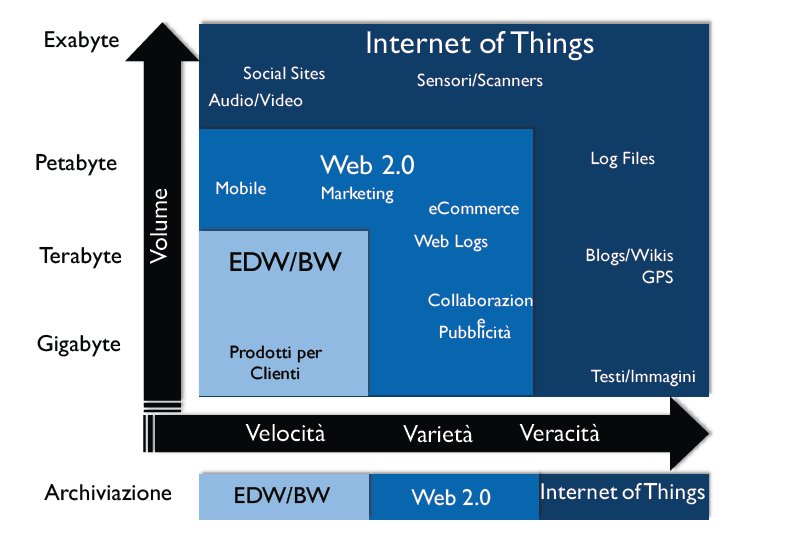 Exabyte
Internet of Things
Social Sites
Sensori/Scanners
Audio/Video
Petabyte
Web 2.0
Log Files
Mobile
Marketing
eCommerce
Volume
Web Logs
Terabyte
EDW/BW
Blogs/Wikis
GPS
Collaborazion
e
Pubblicità
Gigabyte
Prodotti per
Clienti
Testi/Immagini
Velocità
Varietà
Veracità
Archiviazione
EDW/BW
Web 2.0
Internet of Things